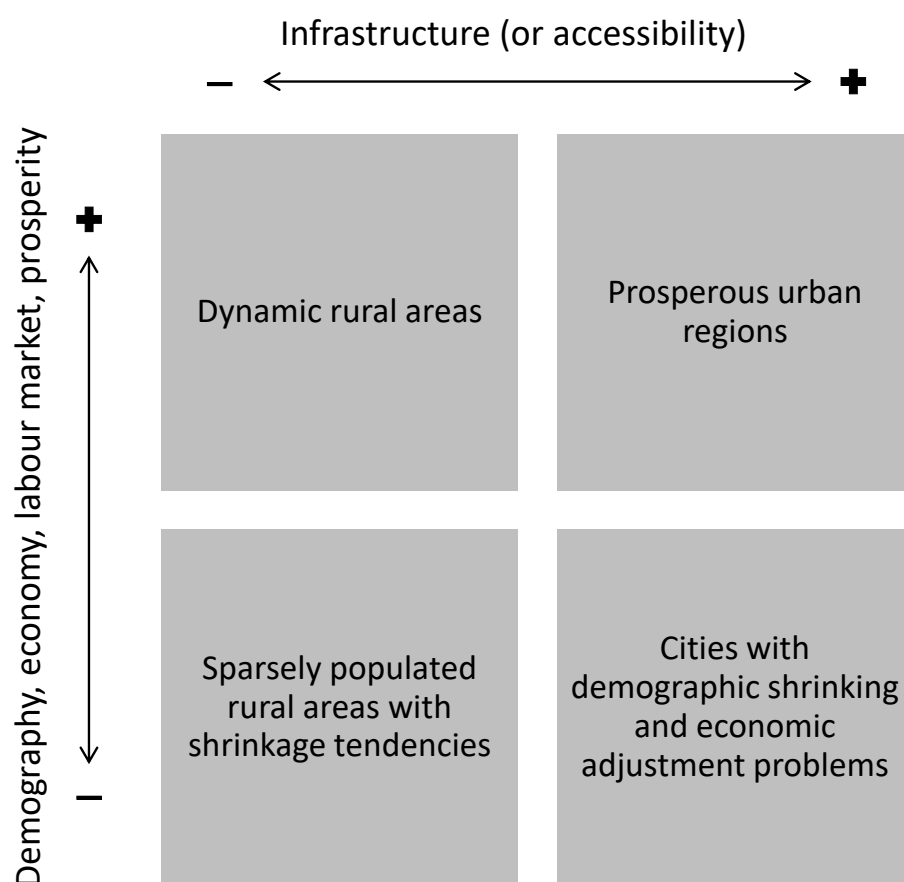 Infrastructure (or accessibility)
– +
Demography, economy, labour market, prosperity
+
–
Dynamic rural areas
Prosperous urban
regions
Sparsely populated
rural areas with
shrinkage tendencies
Cities with
demographic shrinking
and economic
adjustment problems